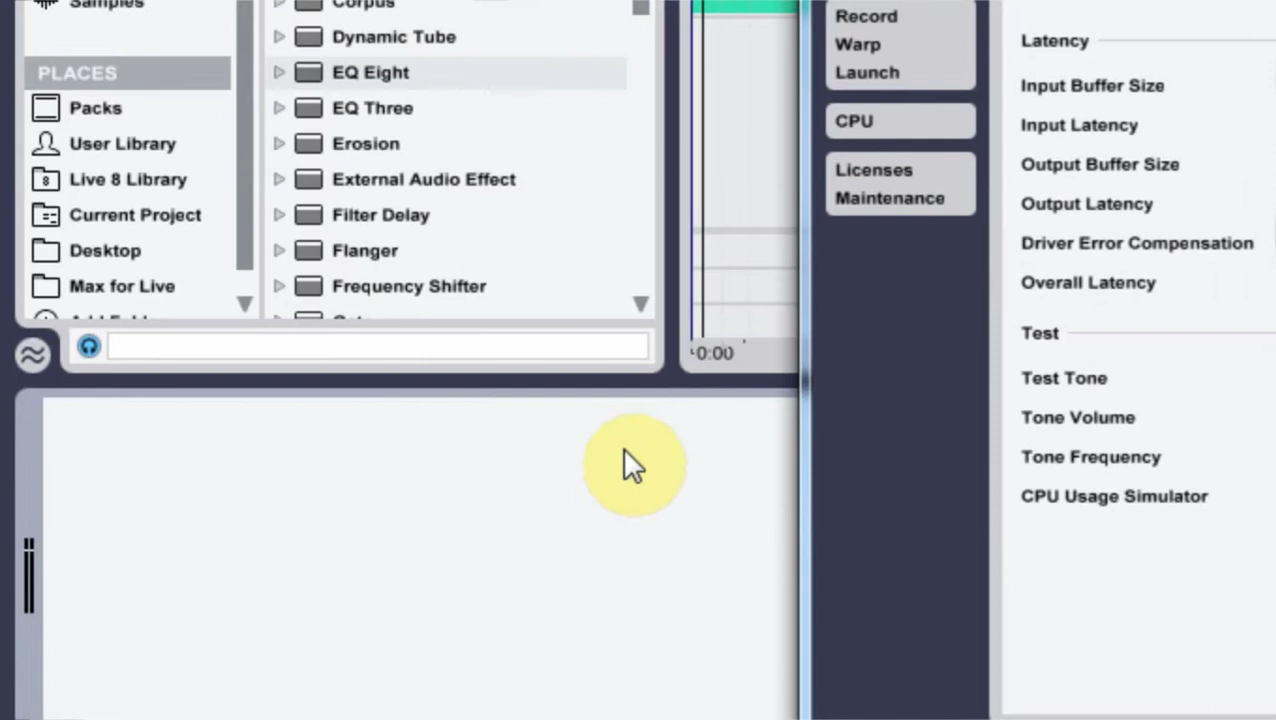 Samples
PLACES
Packs
User Library
Live 8 Library
Current Project
Desktop
Max for Live
Corpus
Dynamic Tube
EQ Eight
EQ Three
Erosion
External Audio Effect
Filter Delay
Flanger
Frequency Shifter
0:00
Record
Warp
Launch
CPU
Licenses
Maintenance
Latency
Input Buffer Size
Input Latency
Output Buffer Size
Output Latency
Driver Error Compensation
Overall Latency
Test
Test Tone
Tone Volume
Tone Frequency
CPU Usage Simulator